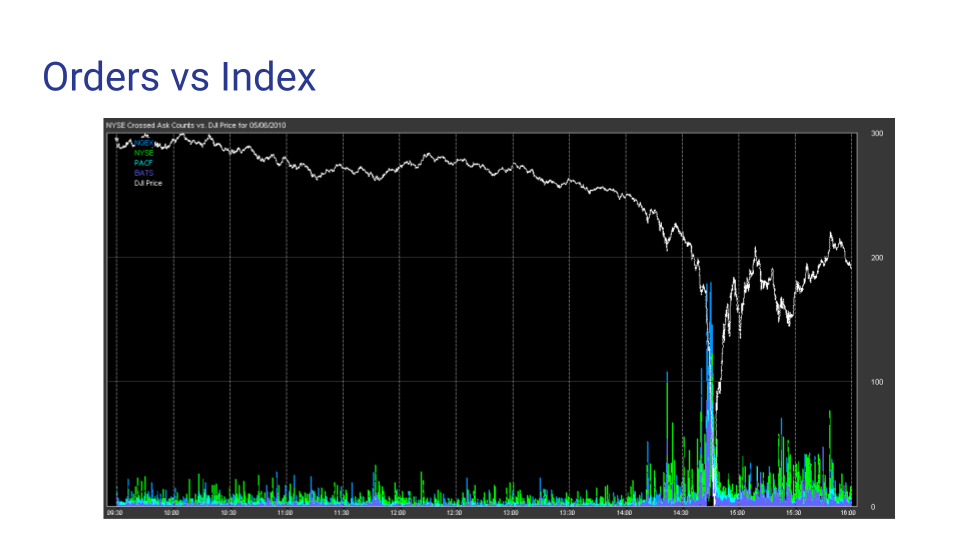 Orders vs Index
NYSE Crossed Ask Counts vs. DJI Price for 05/06/2010
NQEX
NYSE
PACF
BATS
DJI Price
300
200
100
0
09:30 10:00 10:30 11:00 11:30 12:00 12:30 13:00 13:30 14:00 14:30 15:00 15:30 16:00